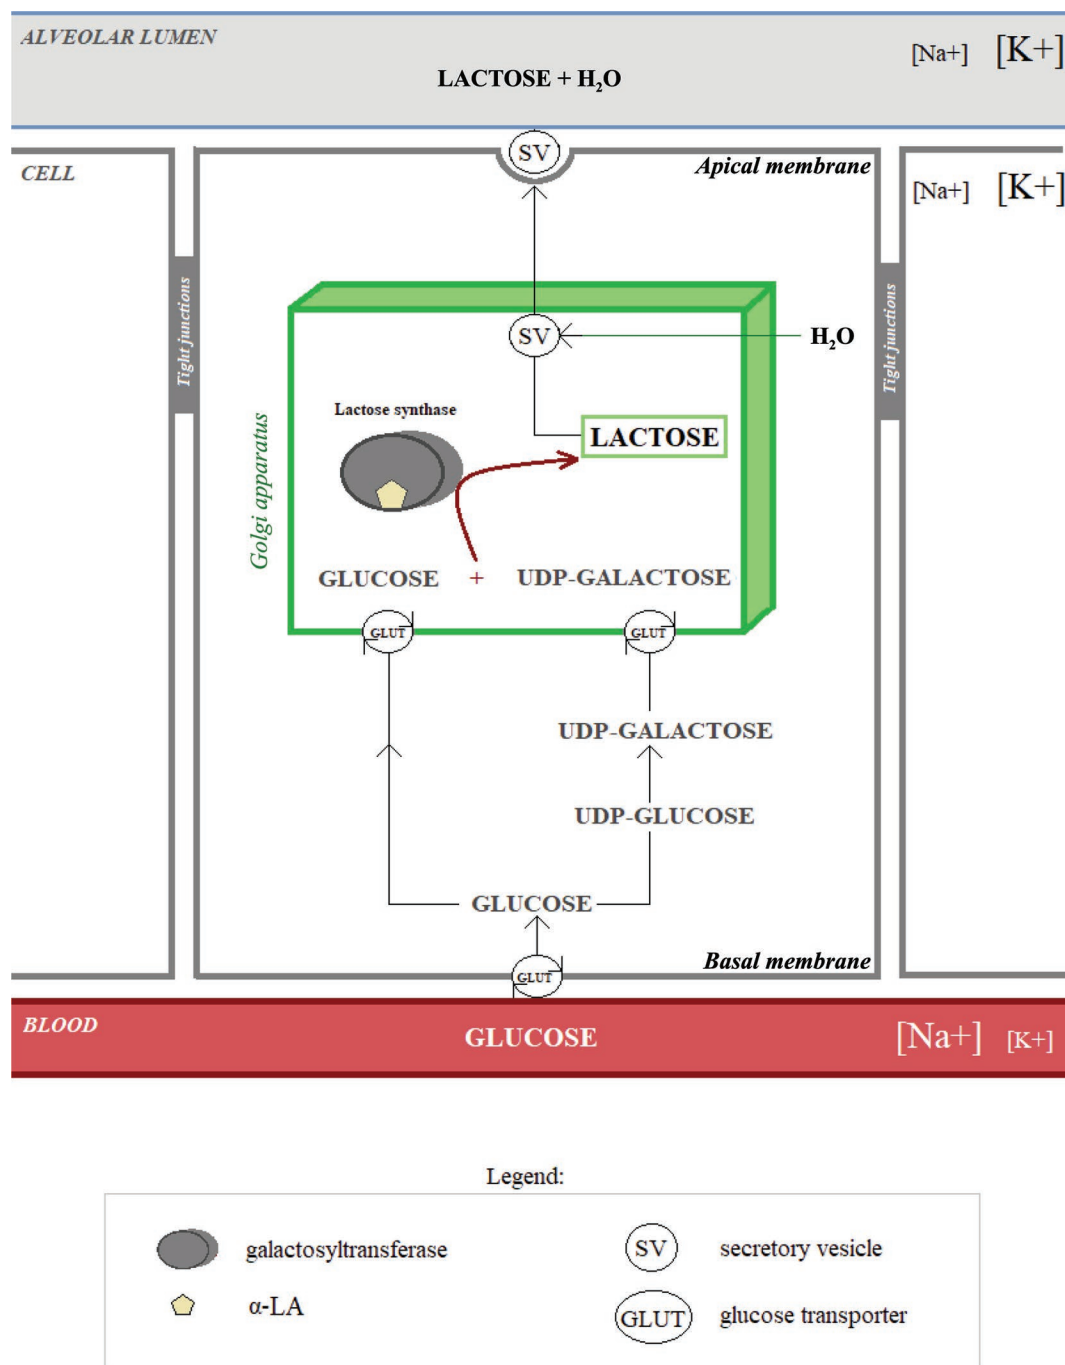 ALVEOLAR LUMEN
[Na+] [K+]
LACTOSE + H₂O
SV
CELL
Apical membrane
[Na+] [K+]
Tight junctions
Tight junctions
SV
H₂O
Lactose synthase
LACTOSE
Golgi apparatus
GLUCOSE + UDP-GALACTOSE
GLUT
GLUT
UDP-GALACTOSE
UDP-GLUCOSE
GLUCOSE
Basal membrane
GLUT
BLOOD
GLUCOSE
[Na+] [K+]
Legend:
galactosyltransferase
SV secretory vesicle
α-LA
GLUT glucose transporter